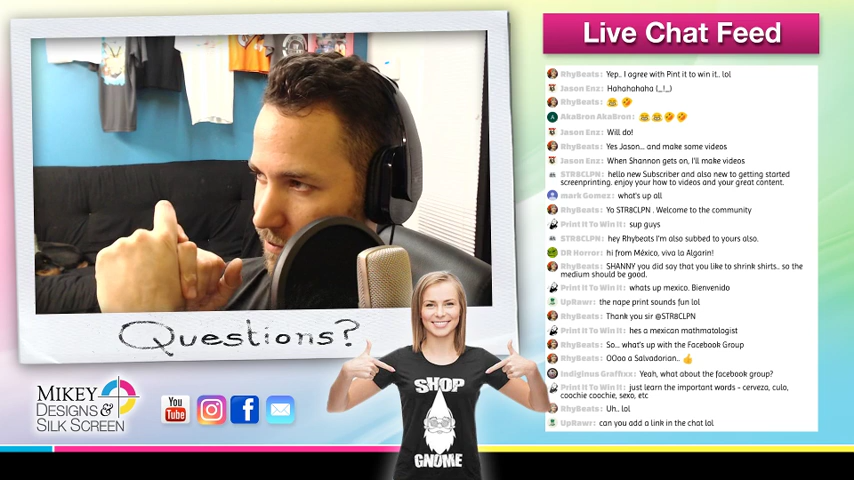 Live Chat Feed
RhyBeats: Yep.. I agree with Pint it to win it.. lol
Jason Enz: Hahahahaha (_!_)
RhyBeats: 😂 🤣
A AkaBron AkaBron: 😂😂🤣🤣
Jason Enz: Will do!
RhyBeats: Yes Jason... and make some videos
Jason Enz: When Shannon gets on, I'll make videos
STR8CLPN: hello new Subscriber and also new to getting started
screenprinting. enjoy your how to videos and your great content.
mark Gomez: what's up all
RhyBeats: Yo STR8CLPN . Welcome to the community
Print It To Win It: sup guys
STR8CLPN: hey Rhybeats I'm also subbed to yours also.
DR Horror: hi from México, viva la Algarin!
RhyBeats: SHANNY you did say that you like to shrink shirts.. so the
medium should be good.
Print It To Win It: whats up mexico. Bienvenido
UpRawr: the nape print sounds fun lol
RhyBeats: Thank you sir @STR8CLPN
Print It To Win It: hes a mexican mathmologist
RhyBeats: So... what's up with the Facebook Group
RhyBeats: OOoo a Salvadorian.. 👍
Indiginus Graffixx: Yeah, what about the facebook group?
Print It To Win It: just learn the important words - cerveza, culo,
coochie coochie, sexo, etc
RhyBeats: Uh.. lol
UpRawr: can you add a link in the chat lol
Questions?
MIKEY
DESIGNS &
SILK SCREEN
You
Tube
SHOP
GNOME